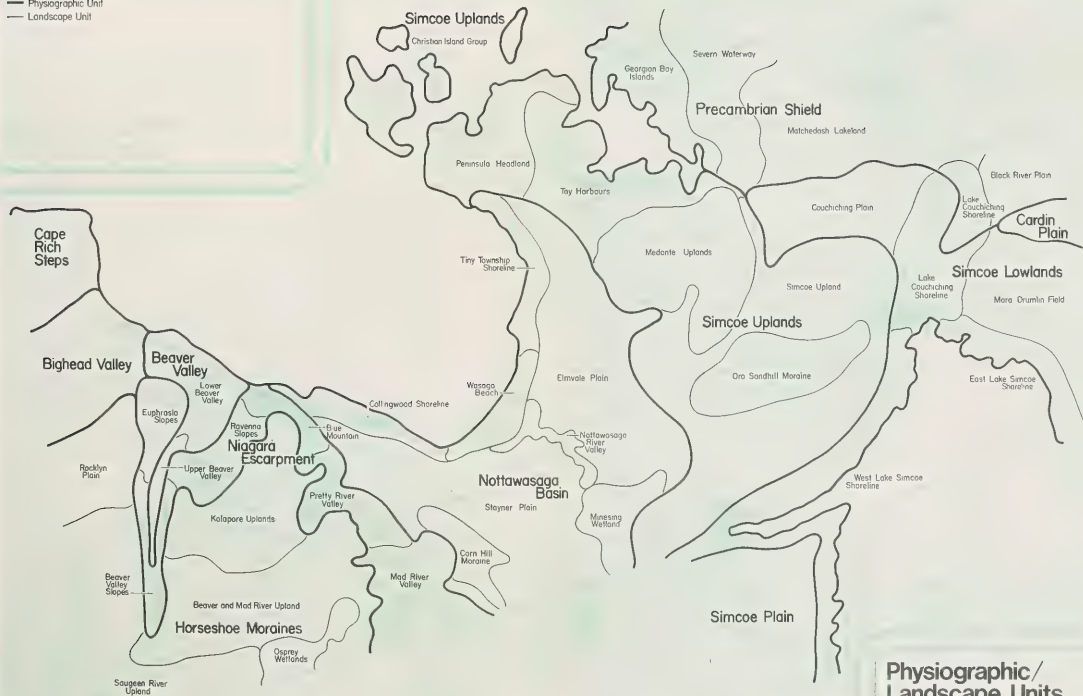 Physiographic Unit
Landscape Unit
Simcoe Uplands
Christian Island Group
Georgian Bay
Islands
Severn Waterway
Precambrian Shield
Matchedash Lakeland
Peninsula Headland
Tay Harbours
Couchiching Plain
Black River Plain
Lake
Couchiching
Shoreline
Cardin
Plain
Cape
Rich
Steps
Tiny Township
Shoreline
Medonte Uplands
Simcoe Upland
Lake
Couchiching
Shoreline
Simcoe Lowlands
Mara Drumlin Field
Simcoe Uplands
Oro Sandhill Moraine
East Lake Simcoe
Shoreline
Bighead Valley
Beaver
Valley
Lower
Beaver
Valley
Euphrasia
Slopes
Wasaga
Beach
Elmvale Plain
Collingwood Shoreline
Ravenna
Slopes
Blue
Mountain
Niagara
Escarpment
Nottawasaga
River
Valley
Rocklyn
Plain
Upper Beaver
Valley
Pretty River
Valley
Nottawasaga
Basin
Stayner Plain
West Lake Simcoe
Shoreline
Kolapore Uplands
Minesing
Wetland
Corn Hill
Moraine
Beaver
Valley
Slopes
Mad River
Valley
Beaver and Mad River Upland
Horseshoe Moraines
Simcoe Plain
Osprey
Wetlands
Saugeen River
Upland
Physiographic/
Landscape Units